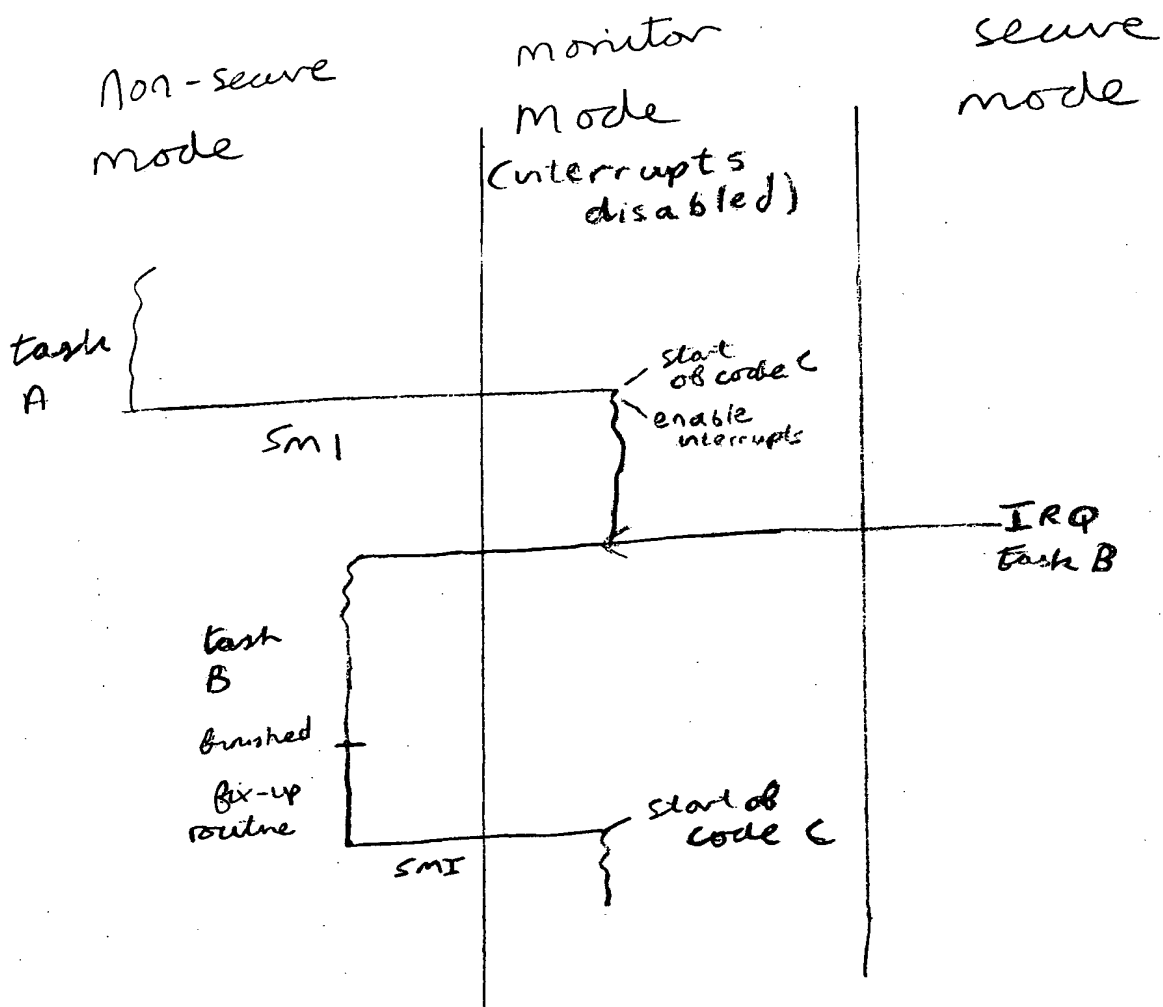 non-secure
mode
monitor
mode
(interrupts
disabled)
secure
mode
task
A
SMI
start
of code C
enable
interrupts
IRQ
task B
task
B
finished
fix-up
routine
SMI
start of
code C